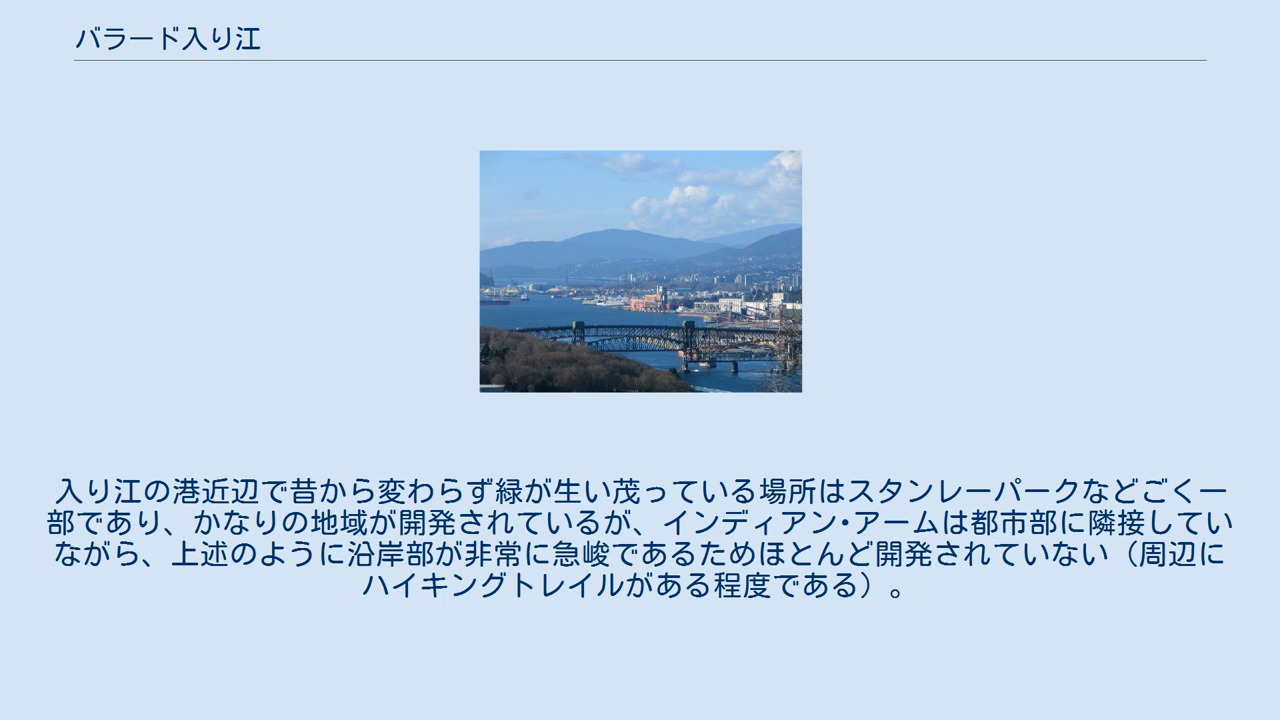 バラード入り江
入り江の港近辺で昔から変わらず緑が生い茂っている場所はスタンレーパークなどごく一
部であり、かなりの地域が開発されているが、インディアン・アームは都市部に隣接してい
ながら、上述のように沿岸部が非常に急峻であるためほとんど開発されていない（周辺に
ハイキングトレイルがある程度である）。